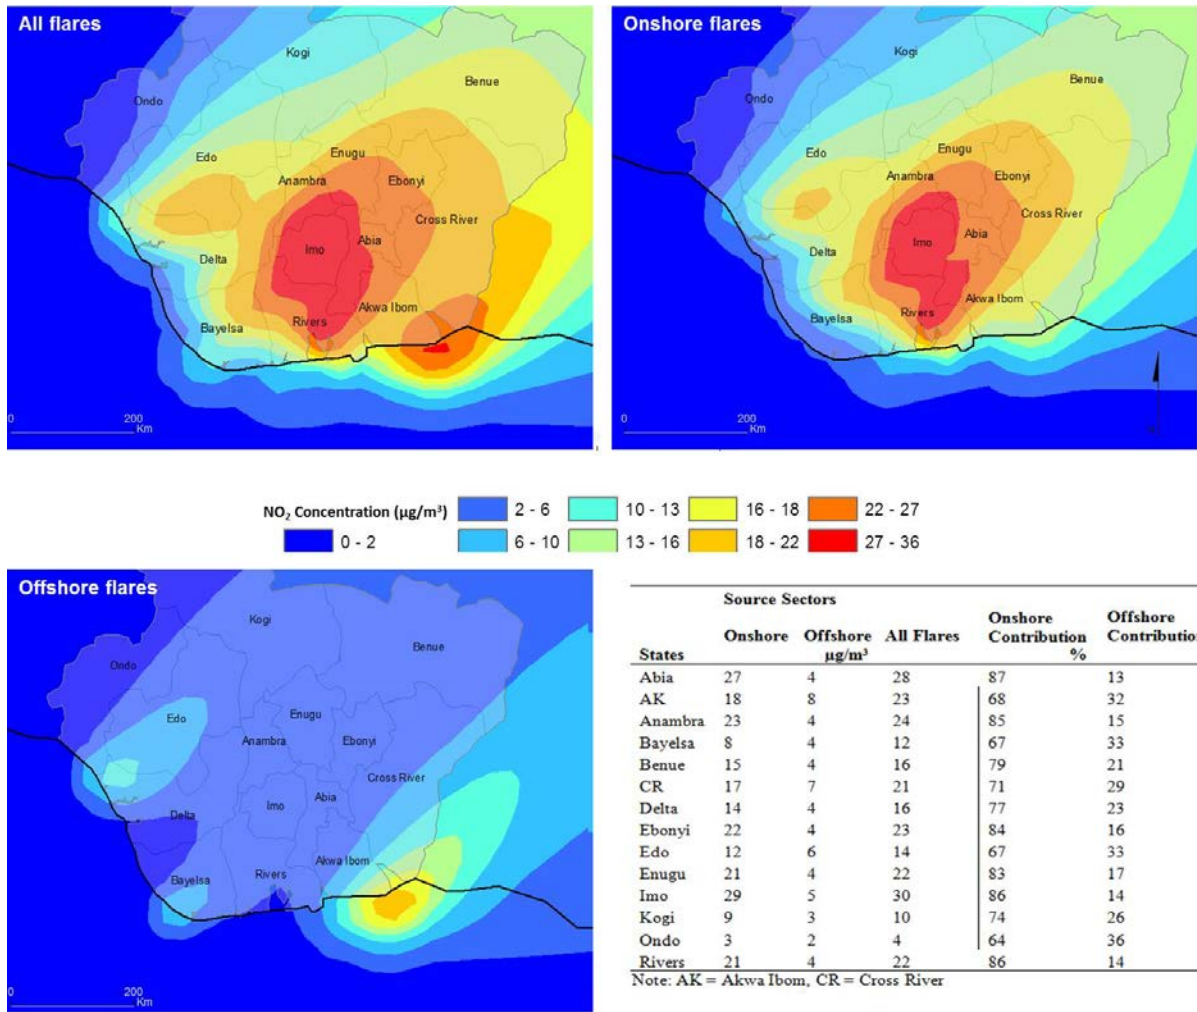 All flares
Kogi
Benue
Ondo
Edo
Enugu
Anambra
Ebonyi
Cross River
Imo
Abia
Delta
Akwa Ibom
Rivers
Bayelsa
0 200
Km
Onshore flares
Kogi
Benue
Ondo
Edo
Enugu
Anambra
Ebonyi
Cross River
Imo
Abia
Delta
Akwa Ibom
Rivers
Bayelsa
0 200
Km
NO₂ Concentration (µg/m³) 2 - 6 10 - 13 16 - 18 22 - 27
0 - 2 6 - 10 13 - 16 18 - 22 27 - 36
Offshore flares
Kogi
Benue
Ondo
Edo
Enugu
Anambra
Ebonyi
Cross River
Imo
Abia
Delta
Akwa Ibom
Rivers
Bayelsa
0 200
Km
Source Sectors
Onshore Offshore All Flares Onshore Contribution Offshore Contribution
States µg/m³ %
Abia 27 4 28 87 13
AK 18 8 23 68 32
Anambra 23 4 24 85 15
Bayelsa 8 4 12 67 33
Benue 15 4 16 79 21
CR 17 7 21 71 29
Delta 14 4 16 77 23
Ebonyi 22 4 23 84 16
Edo 12 6 14 67 33
Enugu 21 4 22 83 17
Imo 29 5 30 86 14
Kogi 9 3 10 74 26
Ondo 3 2 4 64 36
Rivers 21 4 22 86 14
Note: AK = Akwa Ibom, CR = Cross River